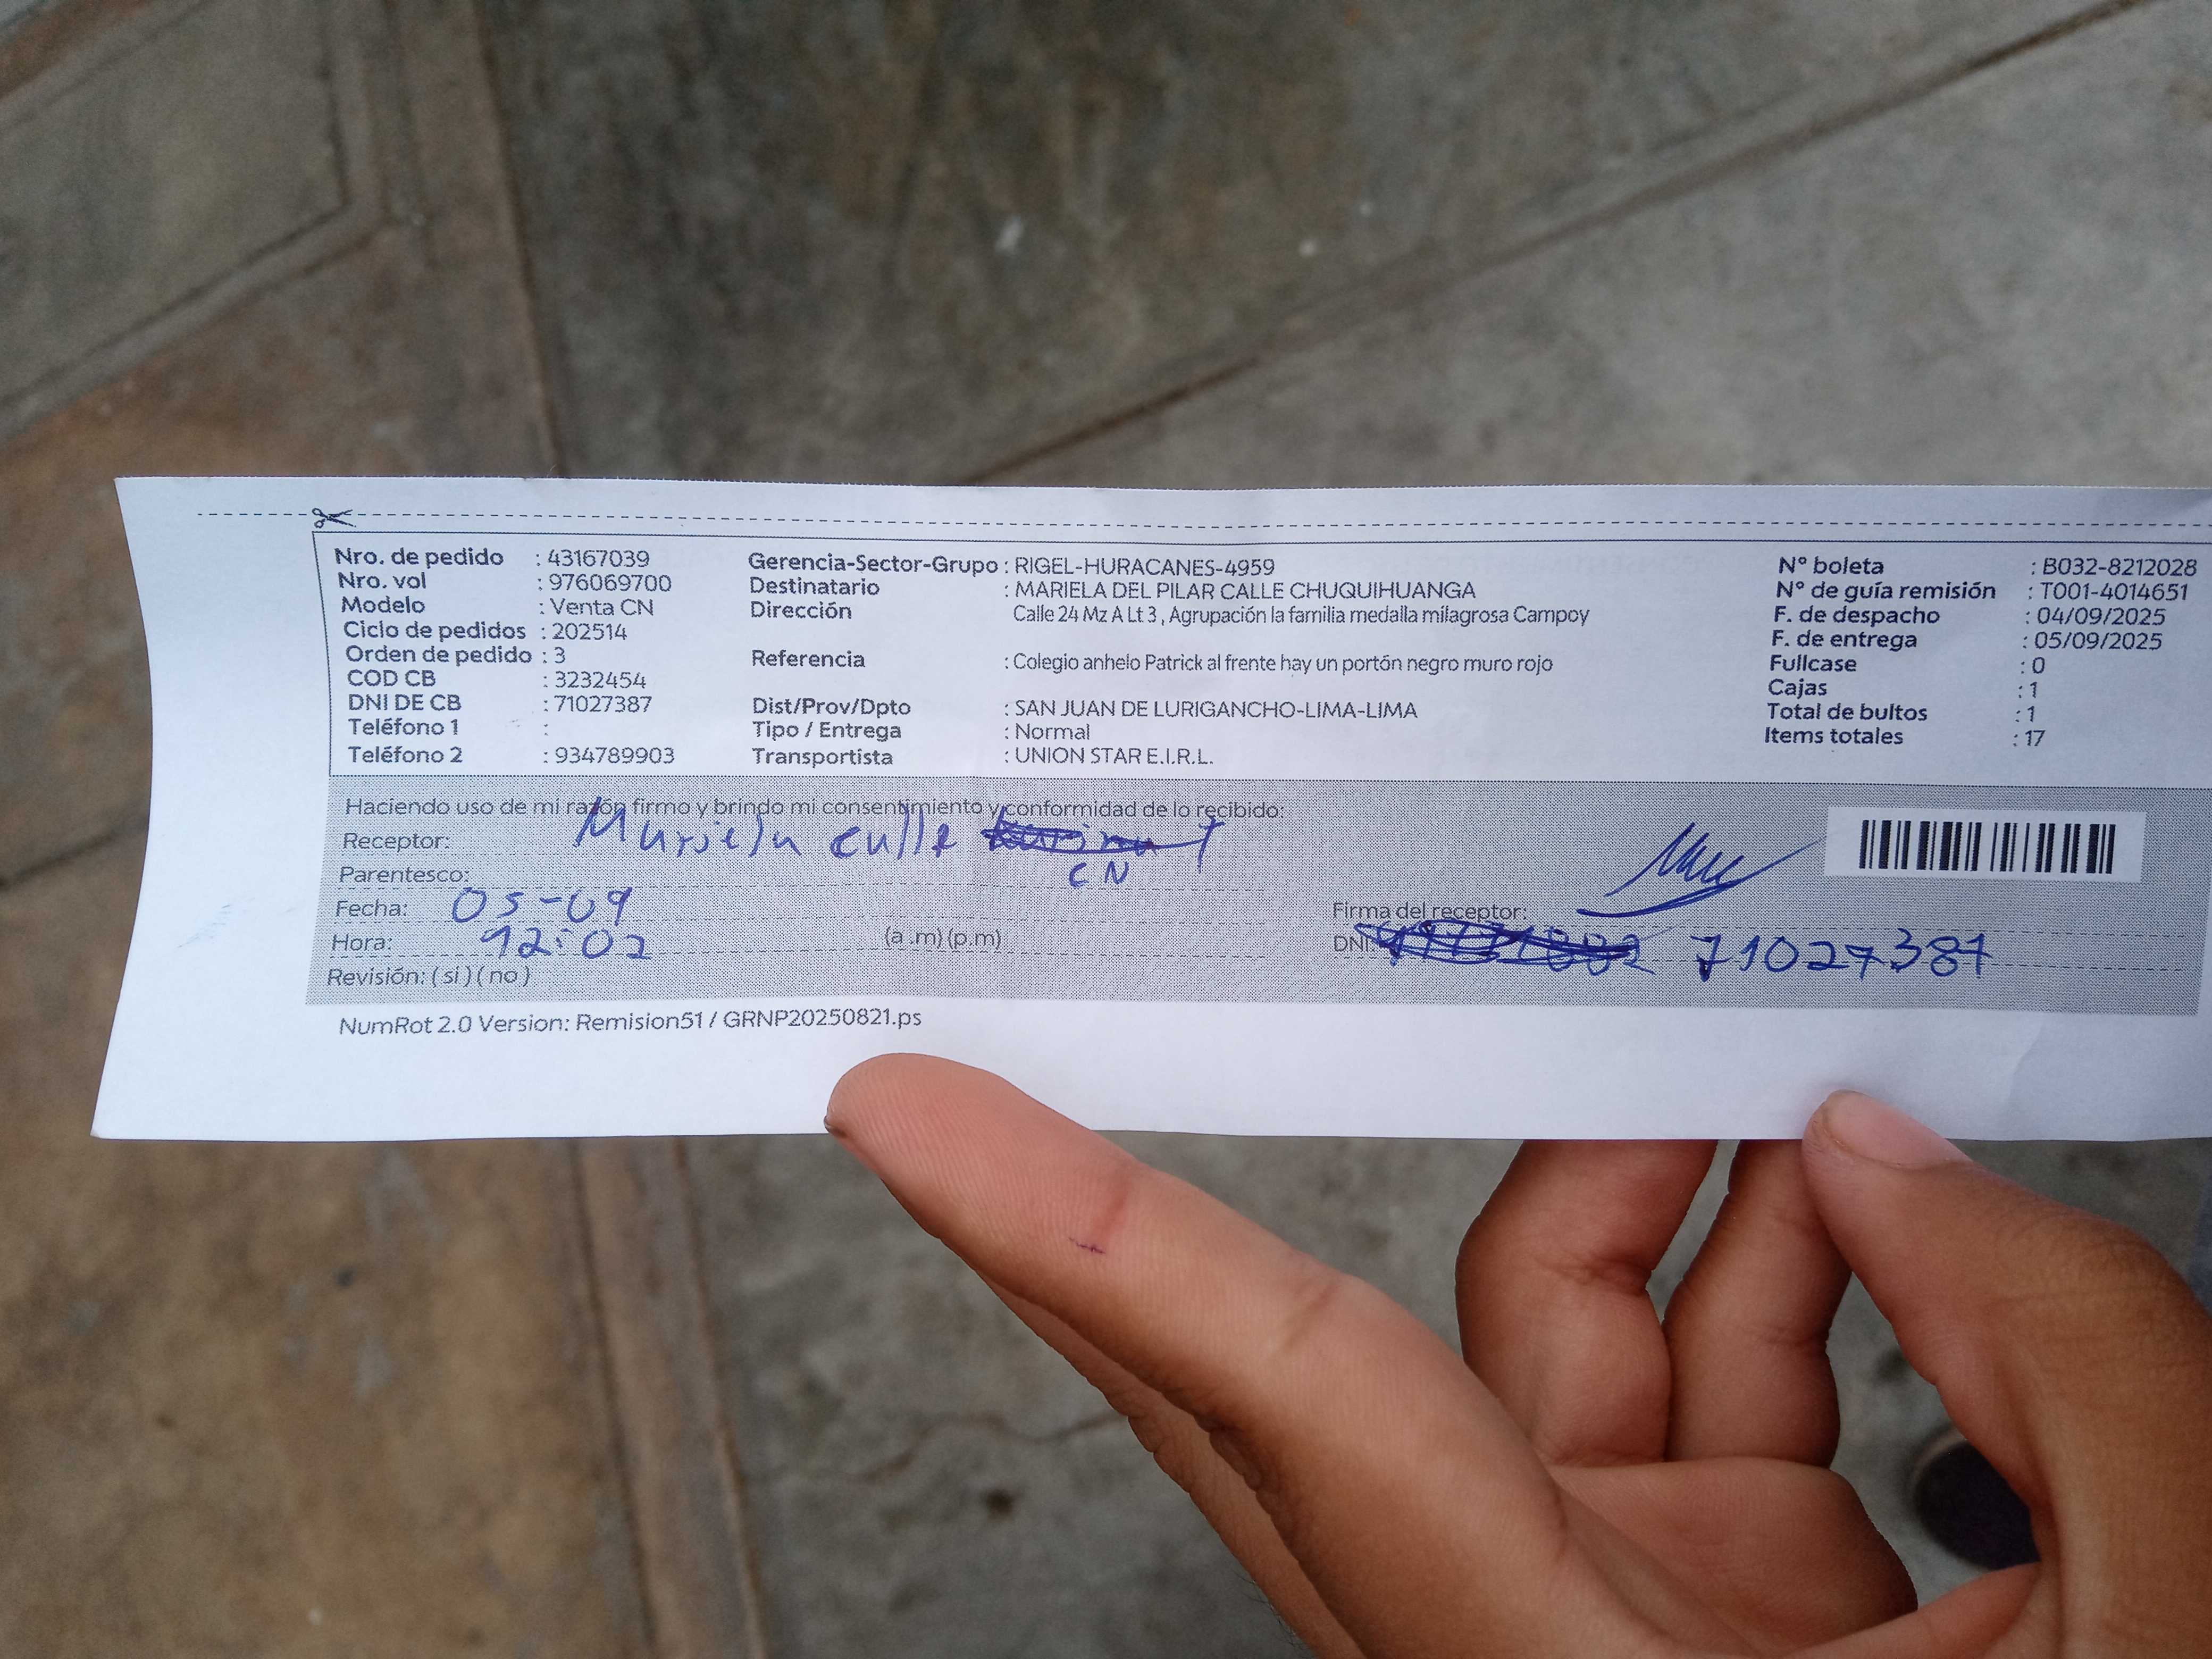 Nro. de pedido : 43167039
Nro. vol : 976069700
Modelo : Venta CN
Ciclo de pedidos : 202514
Orden de pedido : 3
COD CB : 3232454
DNI DE CB : 71027387
Teléfono 1 :
Teléfono 2 : 934789903
Gerencia-Sector-Grupo : RIGEL-HURACANES-4959
Destinatario : MARIELA DEL PILAR CALLE CHUQUIHUANGA
Dirección Calle 24 Mz A Lt 3 , Agrupación la familia medalla milagrosa Campoy
Referencia : Colegio anhelo Patrick al frente hay un portón negro muro rojo
Dist/Prov/Dpto : SAN JUAN DE LURIGANCHO-LIMA-LIMA
Tipo / Entrega : Normal
Transportista : UNION STAR E.I.R.L.
Nº boleta : B032-8212028
Nº de guía remisión : T001-4014651
F. de despacho : 04/09/2025
F. de entrega : 05/09/2025
Fullcase : 0
Cajas : 1
Total de bultos : 1
Items totales : 17
Haciendo uso de mi razón firmo y brindo mi consentimiento y conformidad de lo recibido:
Receptor: Mariela calle
Parentesco: CN
Fecha: 05-09
Hora: 12:02 (a .m) (p.m)
Revisión: ( si ) ( no )
Firma del receptor:
DNI: 71027387
NumRot 2.0 Version: Remision51 / GRNP20250821.ps